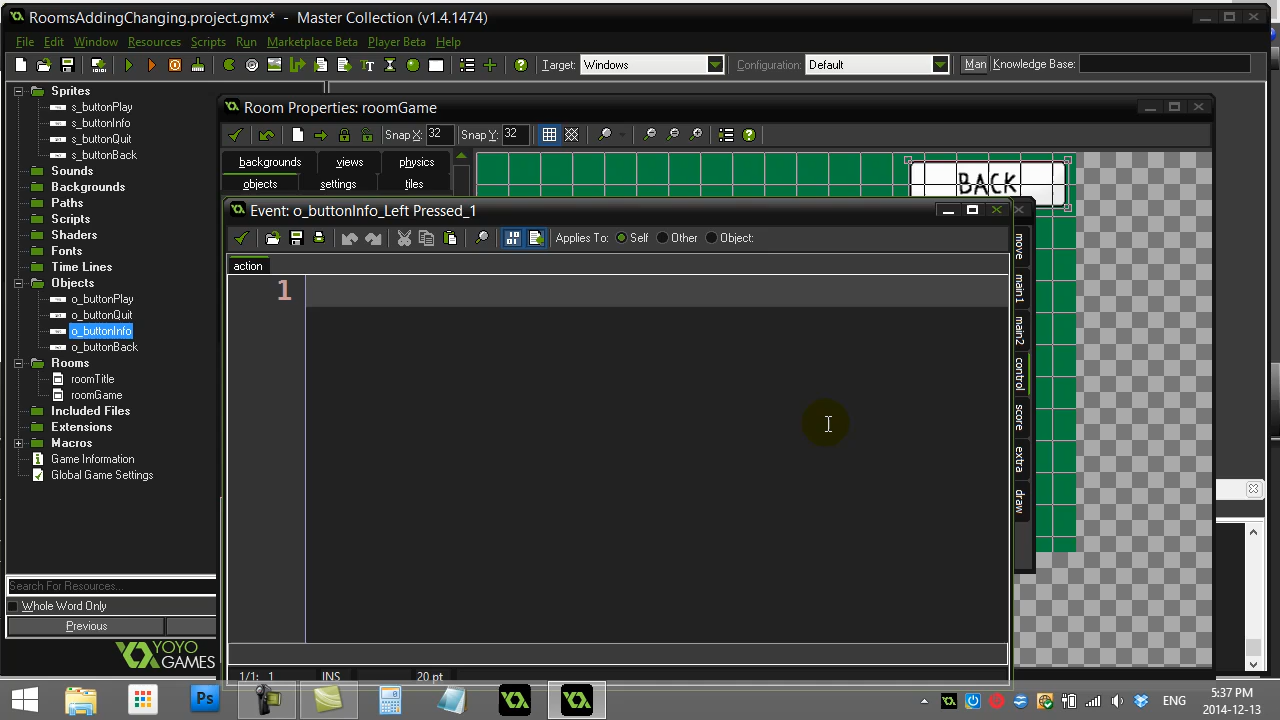 RoomsAddingChanging.project.gmx* - Master Collection (v1.4.1474)
File Edit Window Resources Scripts Run Marketplace Beta Player Beta Help
Target: Windows Configuration: Default Man Knowledge Base:
Sprites
s_buttonPlay
s_buttonInfo
s_buttonQuit
s_buttonBack
Sounds
Backgrounds
Paths
Scripts
Shaders
Fonts
Time Lines
Objects
o_buttonPlay
o_buttonQuit
o_buttonInfo
o_buttonBack
Rooms
roomTitle
roomGame
Included Files
Extensions
Macros
Game Information
Global Game Settings
Search For Resources...
Whole Word Only
Previous
YOYO
GAMES
Room Properties: roomGame
Snap X: 32 Snap Y: 32
backgrounds views physics
objects settings tiles
BACK
Event: o_buttonInfo_Left Pressed_1
Applies To: Self Other Object:
action
1
1/1: 1 INS 20 pt
move
main1
main2
control
score
extra
draw
Ps
ENG
5:37 PM
2014-12-13